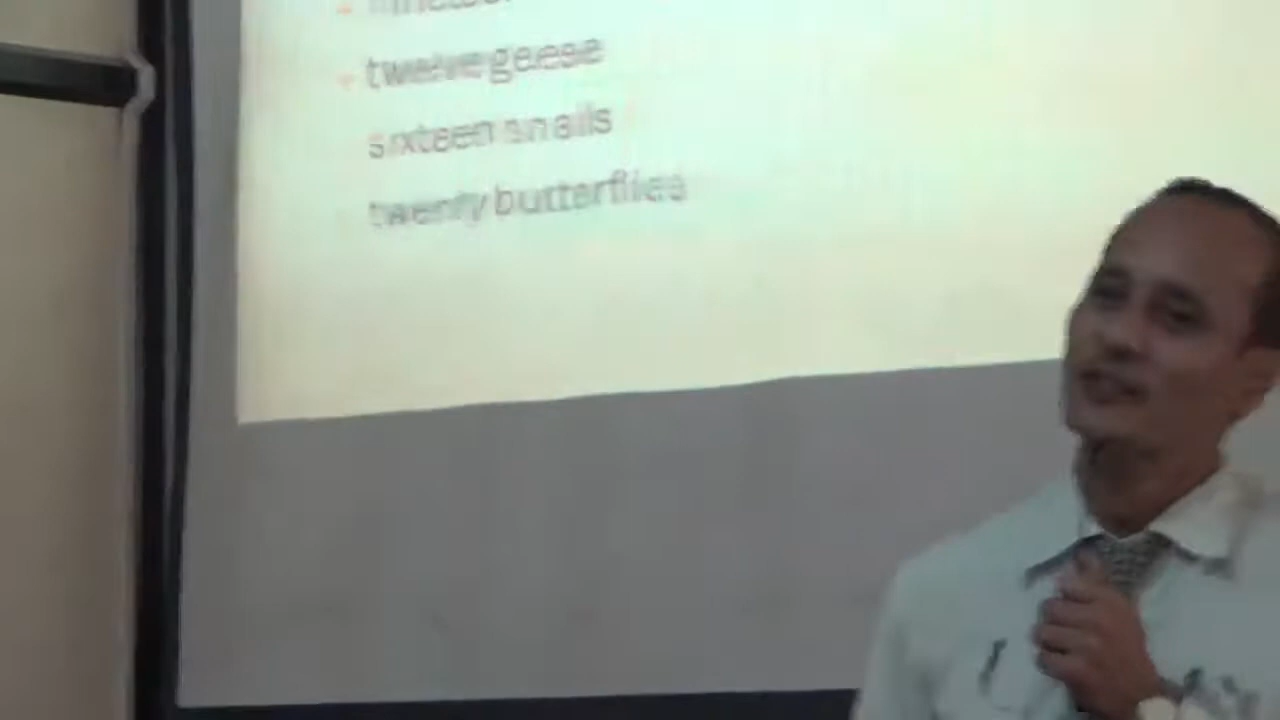 twelve geese
sixteen snails
twenty butterflies